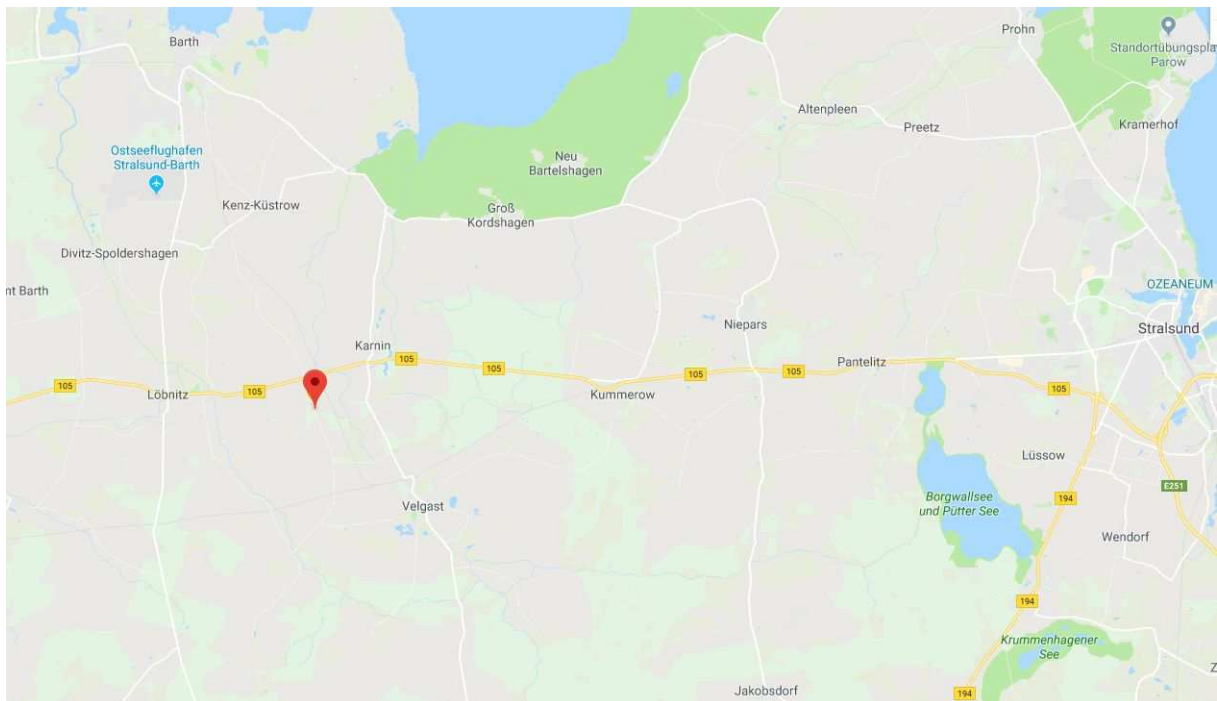 Barth
Prohn
Standortübungspla
Parow
Altenpleen
Preetz
Kramerhof
Ostseeflughafen
Stralsund-Barth
Neu
Bartelshagen
Kenz-Küstrow
Groß
Kordshagen
Divitz-Spoldershagen
nt Barth
OZEANEUM
Niepars
Stralsund
Karnin
105
105
Pantelitz
105
105
105
105
105
Löbnitz
Kummerow
Lüssow
E251
Borgwallsee
und Pütter See
194
Velgast
Wendorf
194
Krummenhagener
See
Z
Jakobsdorf
194